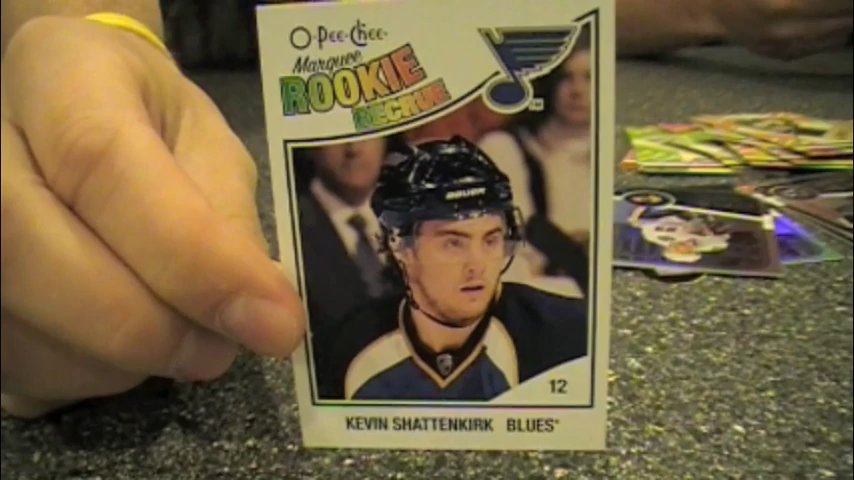 O-Pee-Chee
Marquee
ROOKIE
RECRUE
BAUER
12
KEVIN SHATTENKIRK BLUES